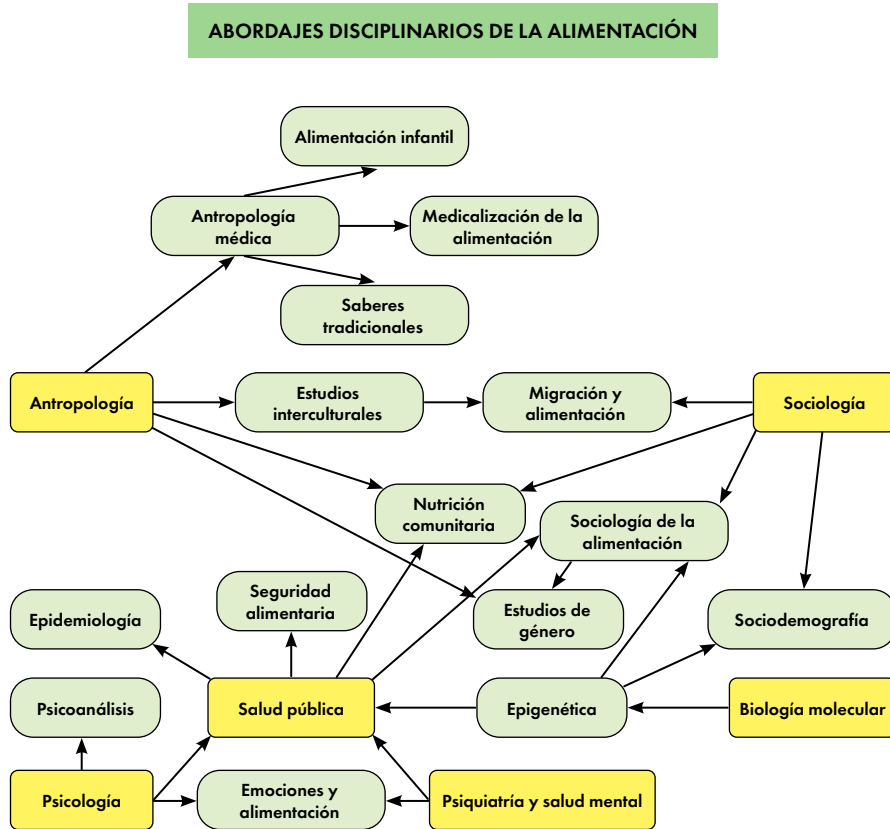 ABORDAJES DISCIPLINARIOS DE LA ALIMENTACIÓN
Alimentación infantil
Antropología
médica
Medicalización de la
alimentación
Saberes
tradicionales
Antropología
Estudios
interculturales
Migración y
alimentación
Sociología
Nutrición
comunitaria
Sociología de la
alimentación
Seguridad
alimentaria
Epidemiología
Estudios de
género
Sociodemografía
Psicoanálisis
Salud pública
Epigenética
Biología molecular
Psicología
Emociones y
alimentación
Psiquiatría y salud mental